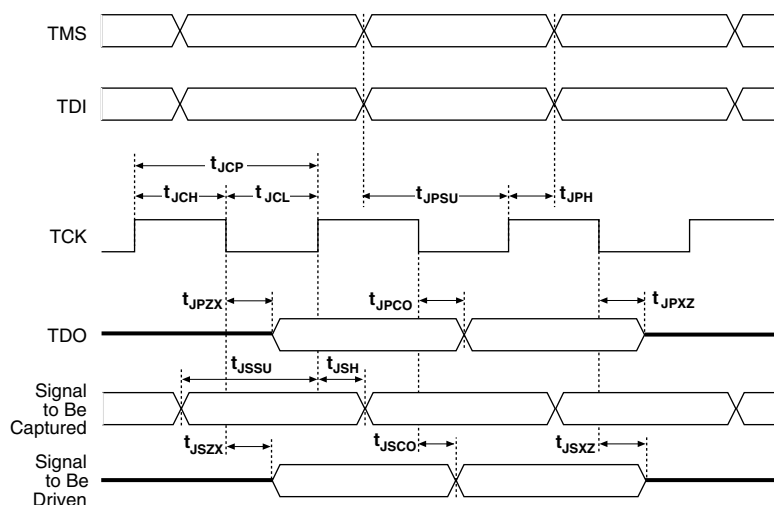 TMS
TDI
tJCP
tJCH tJCL tJPSU tJPH
TCK
tJPZX tJPCO tJPXZ
TDO
tJSSU tJSH
Signal
to Be
Captured
tJSZX tJSCO tJSXZ
Signal
to Be
Driven